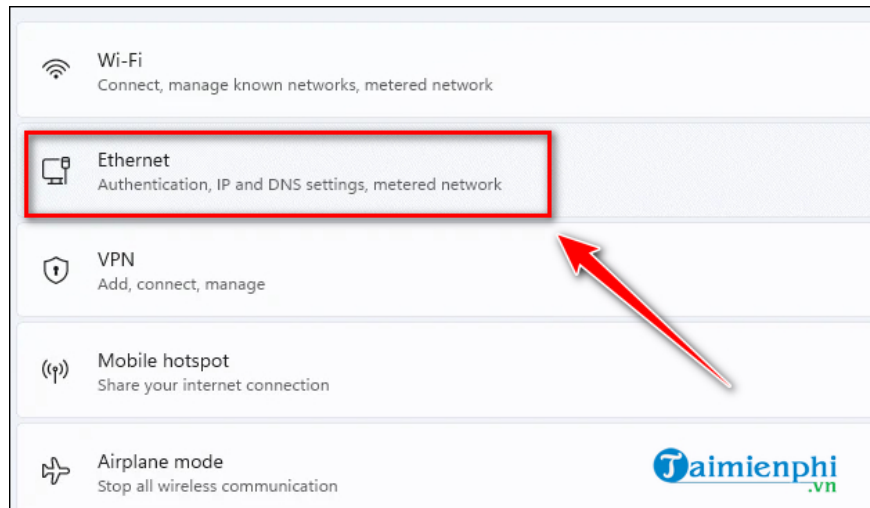 Wi-Fi
Connect, manage known networks, metered network
Ethernet
Authentication, IP and DNS settings, metered network
VPN
Add, connect, manage
Mobile hotspot
Share your internet connection
Airplane mode
Stop all wireless communication
Taimienphi
.vn